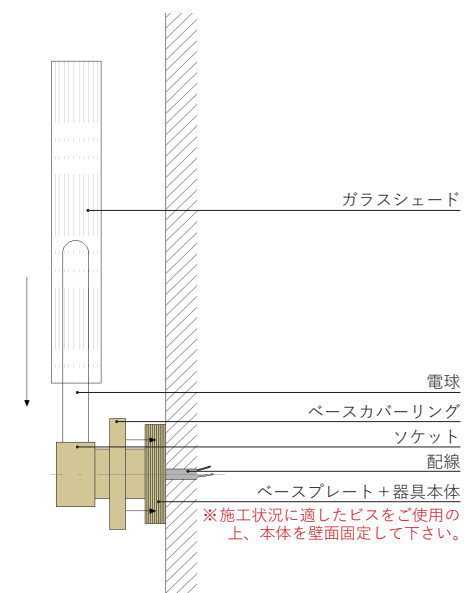 ガラスシェード
電球
ベースカバーリング
ソケット
配線
ベースプレート＋器具本体
※施工状況に適したビスをご使用の
上、本体を壁面固定して下さい。